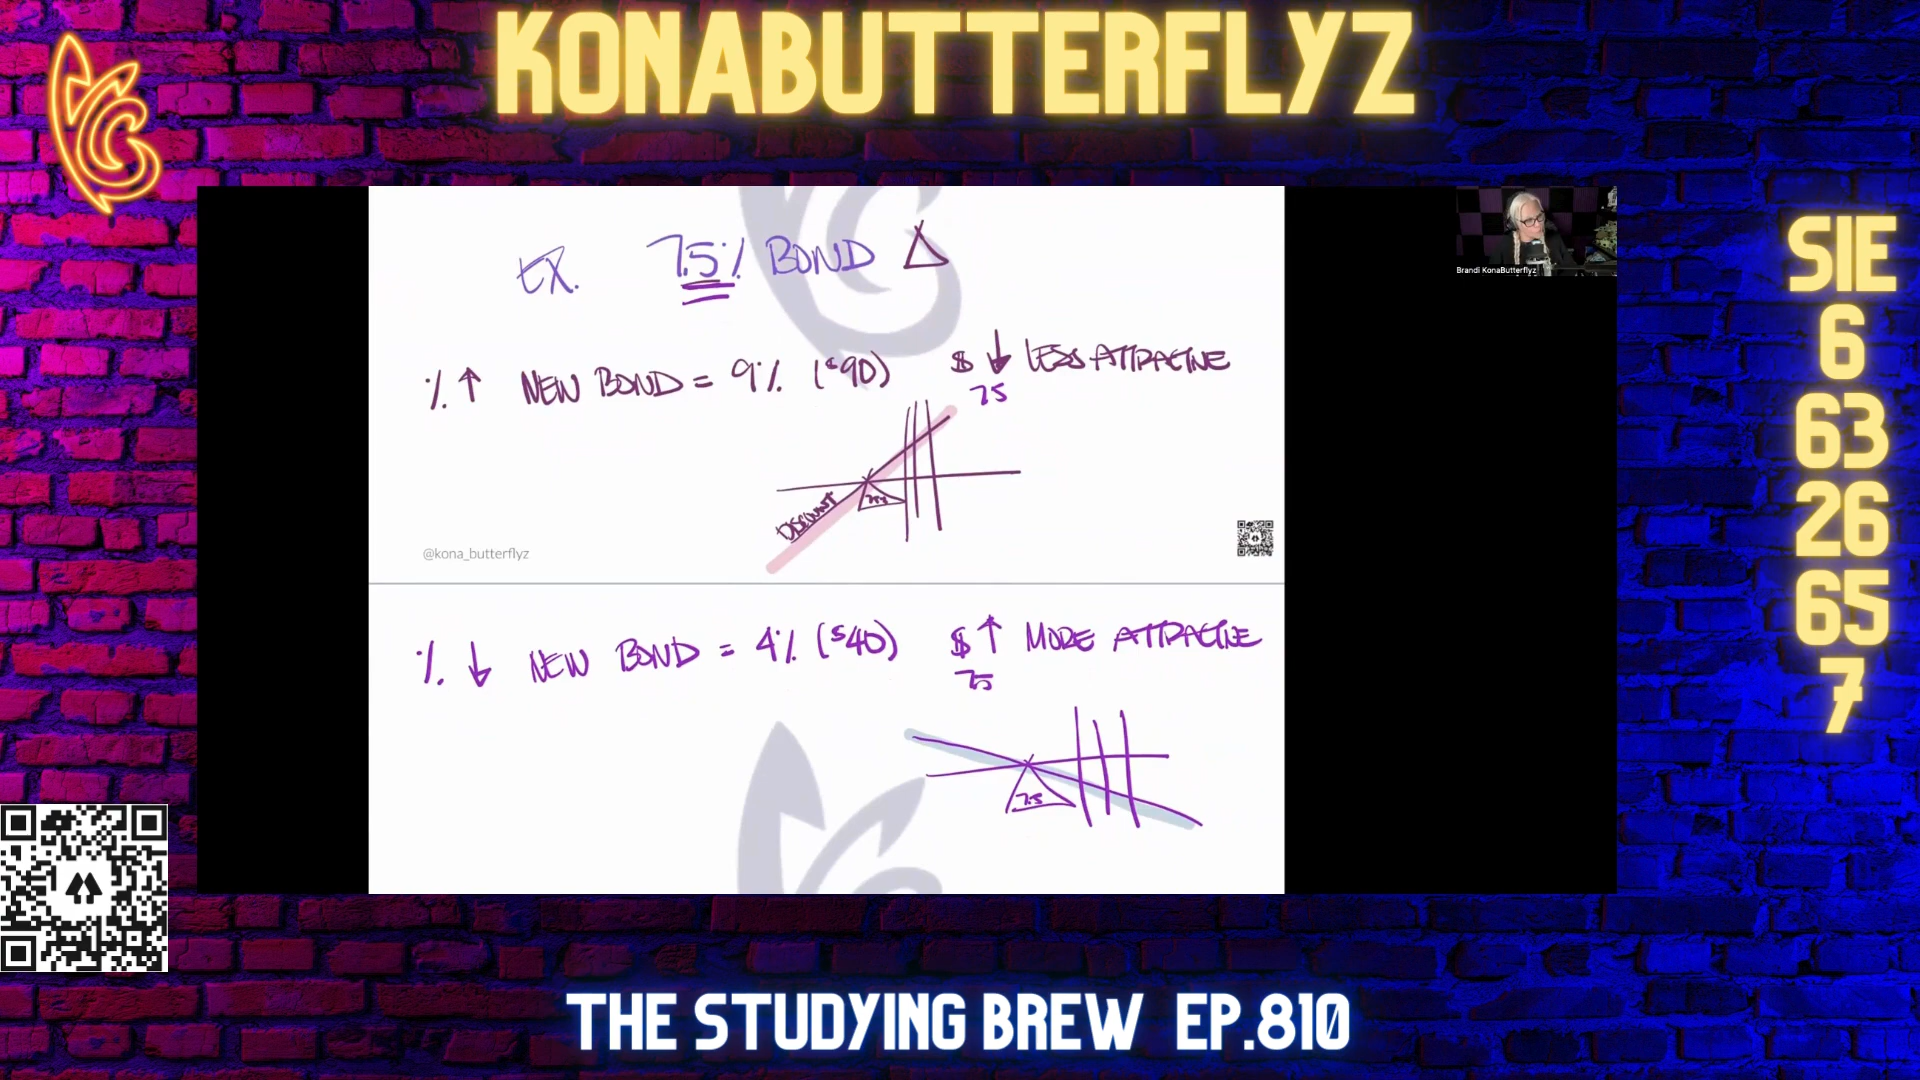 KONABUTTERFLYZ
EX. 7.5% BOND Δ
% ↑ NEW BOND = 9% ($90) $ ↓ LESS ATTRACTIVE
75
DISCOUNT
7.5
@kona_butterflyz
% ↓ NEW BOND = 4% ($40) $ ↑ MORE ATTRACTIVE
75
7.5
Brandi KonaButterflyz
SIE
6
63
26
65
7
THE STUDYING BREW EP.810